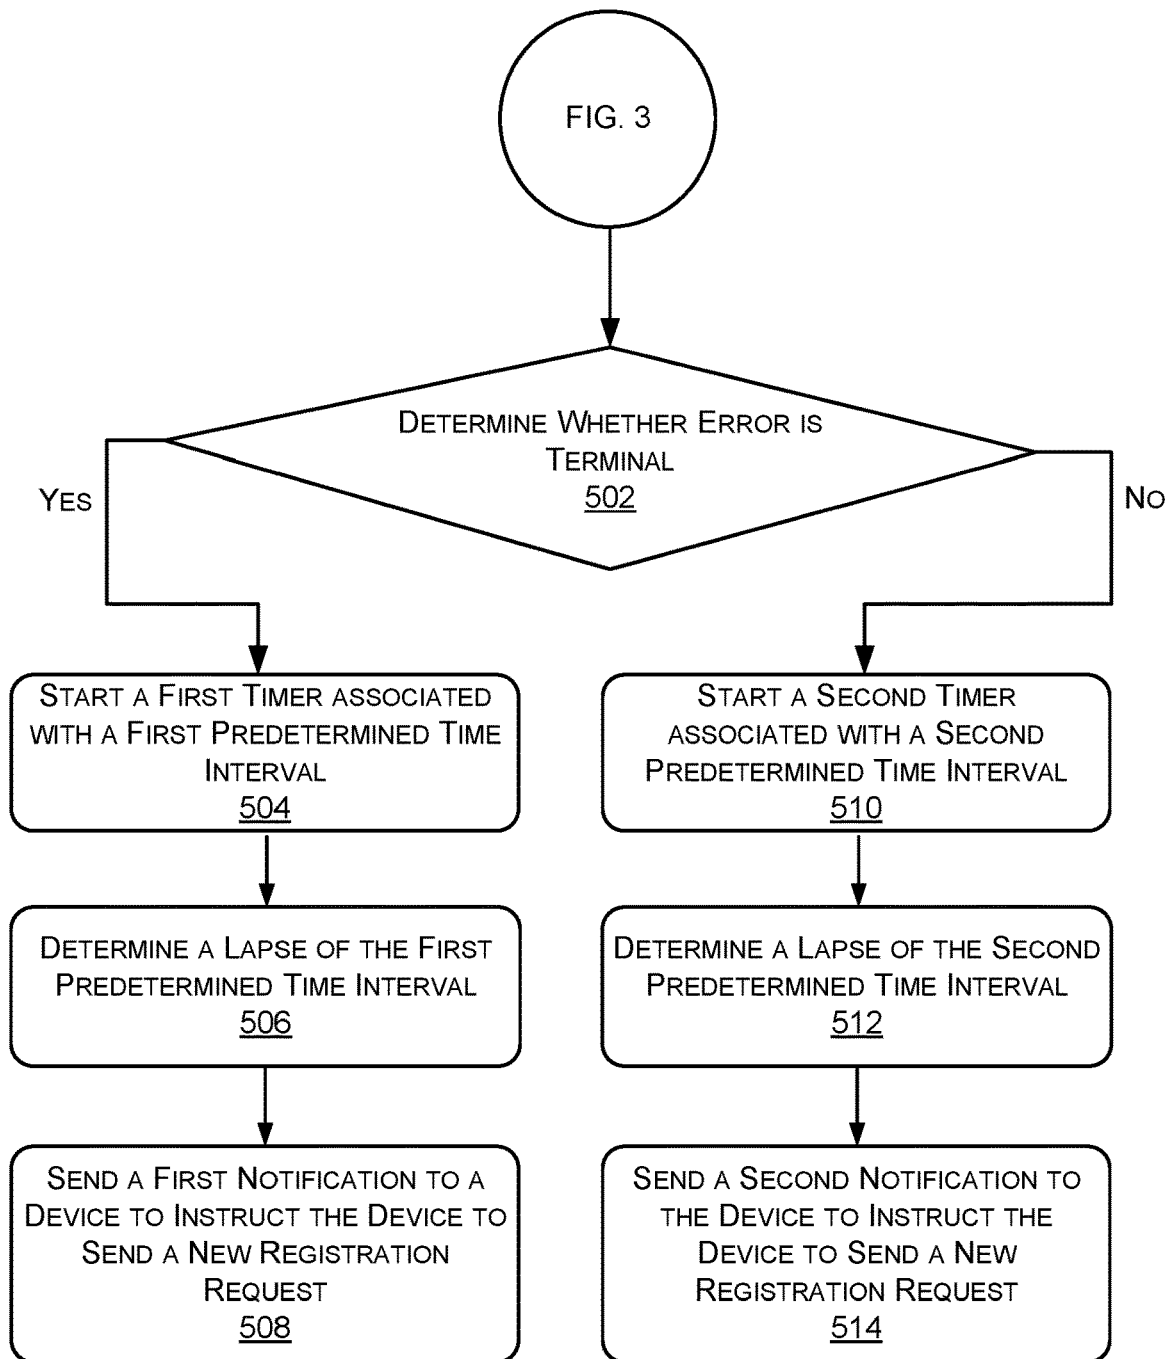 FIG. 3
DETERMINE WHETHER ERROR IS
TERMINAL
502
YES
NO
START A FIRST TIMER ASSOCIATED
WITH A FIRST PREDETERMINED TIME
INTERVAL
504
START A SECOND TIMER
ASSOCIATED WITH A SECOND
PREDETERMINED TIME INTERVAL
510
DETERMINE A LAPSE OF THE FIRST
PREDETERMINED TIME INTERVAL
506
DETERMINE A LAPSE OF THE SECOND
PREDETERMINED TIME INTERVAL
512
SEND A FIRST NOTIFICATION TO A
DEVICE TO INSTRUCT THE DEVICE TO
SEND A NEW REGISTRATION
REQUEST
508
SEND A SECOND NOTIFICATION TO
THE DEVICE TO INSTRUCT THE
DEVICE TO SEND A NEW
REGISTRATION REQUEST
514